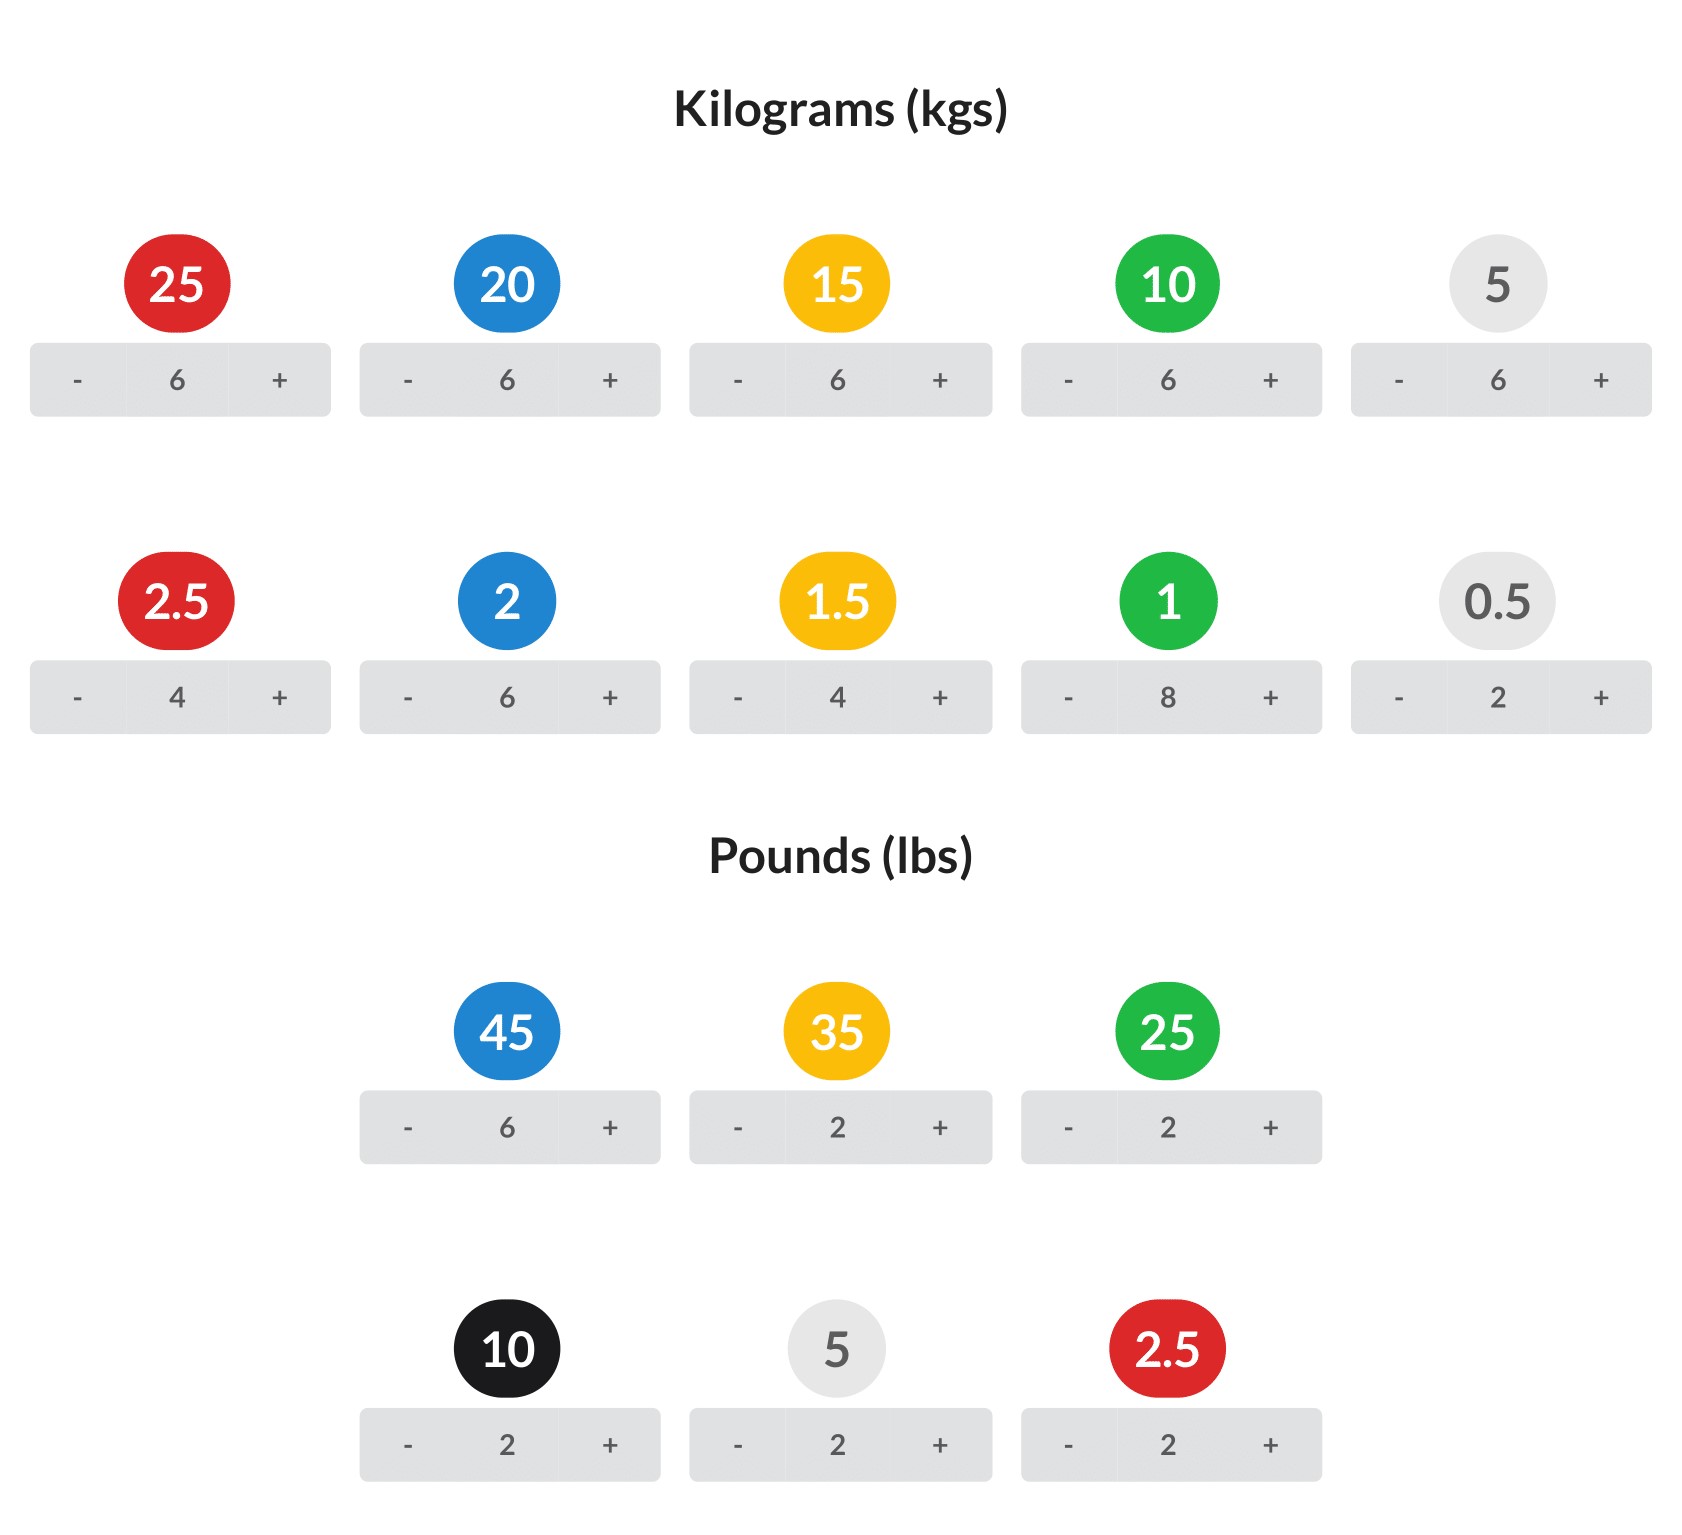 Kilograms (kgs)
25 20 15 10 5
- 6 + - 6 + - 6 + - 6 + - 6 +
2.5 2 1.5 1 0.5
- 4 + - 6 + - 4 + - 8 + - 2 +
Pounds (lbs)
45 35 25
- 6 + - 2 + - 2 +
10 5 2.5
- 2 + - 2 + - 2 +